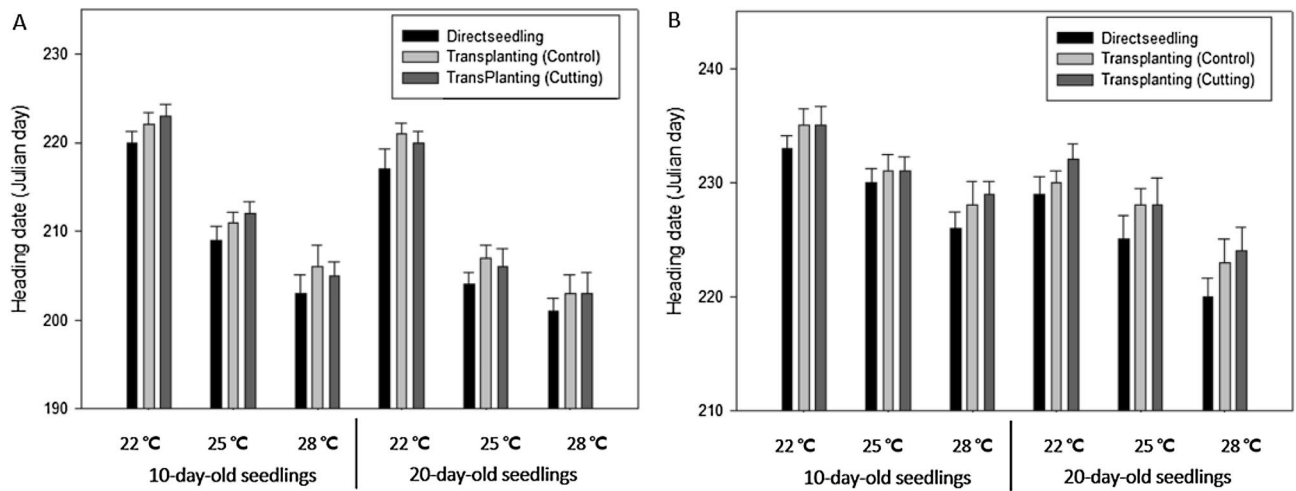 A
Heading date (Julian day)
230
220
210
200
190
Directseedling
Transplanting (Control)
TransPlanting (Cutting)
22 ℃ 25 ℃ 28 ℃ 22 ℃ 25 ℃ 28 ℃
10-day-old seedlings 20-day-old seedlings
B
Heading date (Julian day)
240
230
220
210
Directseedling
Transplanting (Control)
Transplanting (Cutting)
22 ℃ 25 ℃ 28 ℃ 22 ℃ 25 ℃ 28 ℃
10-day-old seedlings 20-day-old seedlings